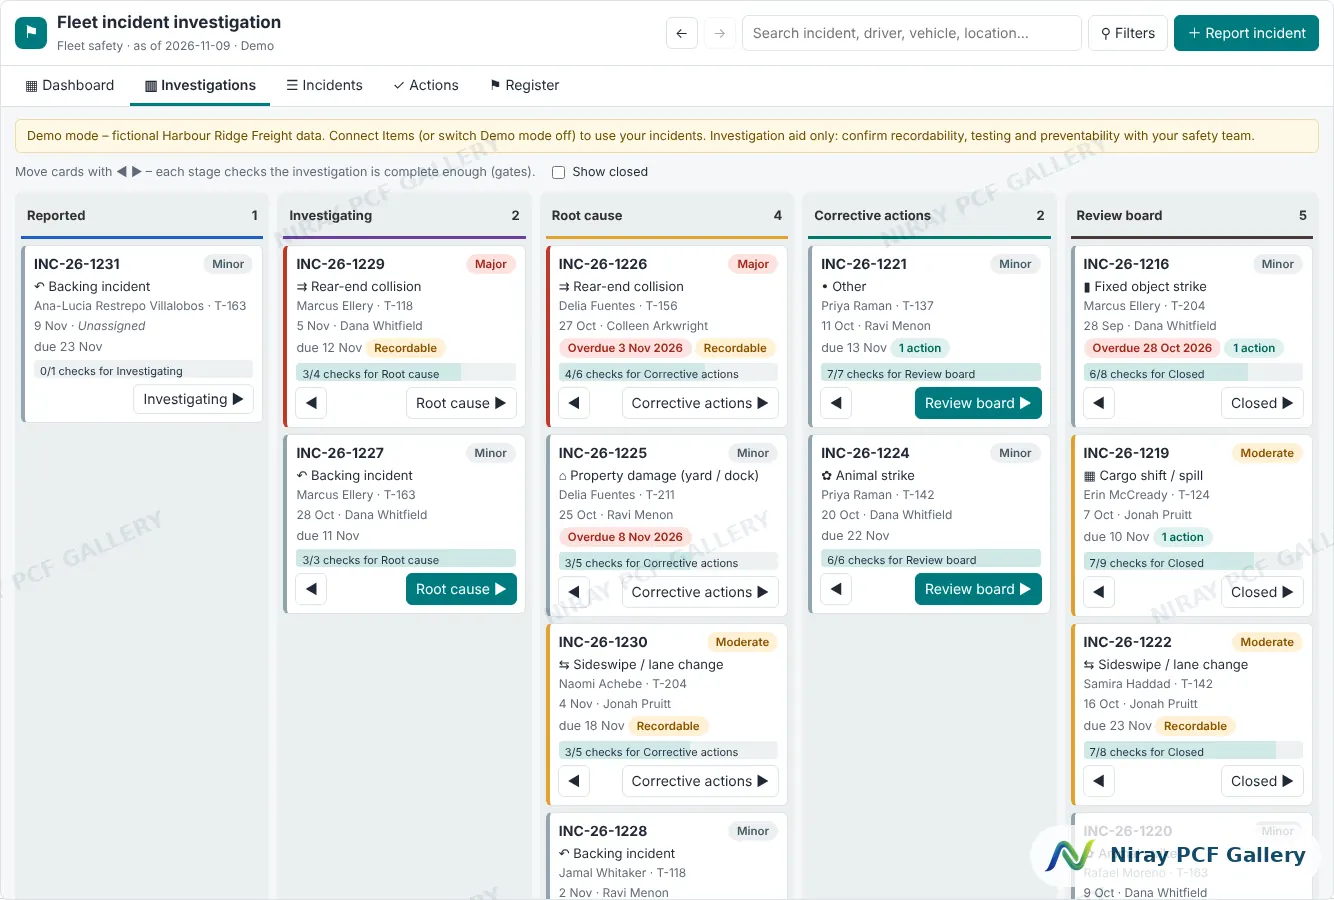 Fleet incident investigation
Fleet safety · as of 2026-11-09 · Demo
Search incident, driver, vehicle, location...
Filters
+ Report incident
Dashboard
Investigations
Incidents
Actions
Register
Demo mode – fictional Harbour Ridge Freight data. Connect Items (or switch Demo mode off) to use your incidents. Investigation aid only: confirm recordability, testing and preventability with your safety team.
Move cards with ◀ ▶ – each stage checks the investigation is complete enough (gates).
Show closed
Reported 1
INC-26-1231 Minor
Backing incident
Ana-Lucia Restrepo Villalobos · T-163
9 Nov · Unassigned
due 23 Nov
0/1 checks for Investigating
Investigating ▶
Investigating 2
INC-26-1229 Major
Rear-end collision
Marcus Ellery · T-118
5 Nov · Dana Whitfield
due 12 Nov Recordable
3/4 checks for Root cause
◀ Root cause ▶
INC-26-1227 Minor
Backing incident
Marcus Ellery · T-163
28 Oct · Dana Whitfield
due 11 Nov
3/3 checks for Root cause
◀ Root cause ▶
Root cause 4
INC-26-1226 Major
Rear-end collision
Delia Fuentes · T-156
27 Oct · Colleen Arkwright
Overdue 3 Nov 2026 Recordable
4/6 checks for Corrective actions
◀ Corrective actions ▶
INC-26-1225 Minor
Property damage (yard / dock)
Delia Fuentes · T-211
25 Oct · Ravi Menon
Overdue 8 Nov 2026
3/5 checks for Corrective actions
◀ Corrective actions ▶
INC-26-1230 Moderate
Sideswipe / lane change
Naomi Achebe · T-204
4 Nov · Jonah Pruitt
due 18 Nov Recordable
3/5 checks for Corrective actions
◀ Corrective actions ▶
INC-26-1228 Minor
Backing incident
Jamal Whitaker · T-118
2 Nov · Ravi Menon
Corrective actions 2
INC-26-1221 Minor
• Other
Priya Raman · T-137
11 Oct · Ravi Menon
due 13 Nov 1 action
7/7 checks for Review board
◀ Review board ▶
INC-26-1224 Minor
Animal strike
Priya Raman · T-142
20 Oct · Dana Whitfield
due 22 Nov
6/6 checks for Review board
◀ Review board ▶
Review board 5
INC-26-1216 Minor
Fixed object strike
Marcus Ellery · T-204
28 Sep · Dana Whitfield
Overdue 28 Oct 2026 1 action
6/8 checks for Closed
◀ Closed ▶
INC-26-1219 Moderate
Cargo shift / spill
Erin McCready · T-124
7 Oct · Jonah Pruitt
due 10 Nov 1 action
7/9 checks for Closed
◀ Closed ▶
INC-26-1222 Moderate
Sideswipe / lane change
Samira Haddad · T-142
16 Oct · Jonah Pruitt
due 23 Nov Recordable
7/8 checks for Closed
◀ Closed ▶
INC-26-1220 Minor
Rafael Moreno · T-163
9 Oct · Dana Whitfield
Niray PCF Gallery
NIRAY PCF GALLERY
NIRAY PCF GALLERY
PCF GALLERY
NIRAY PCF GALLERY
NIRAY PCF GALL